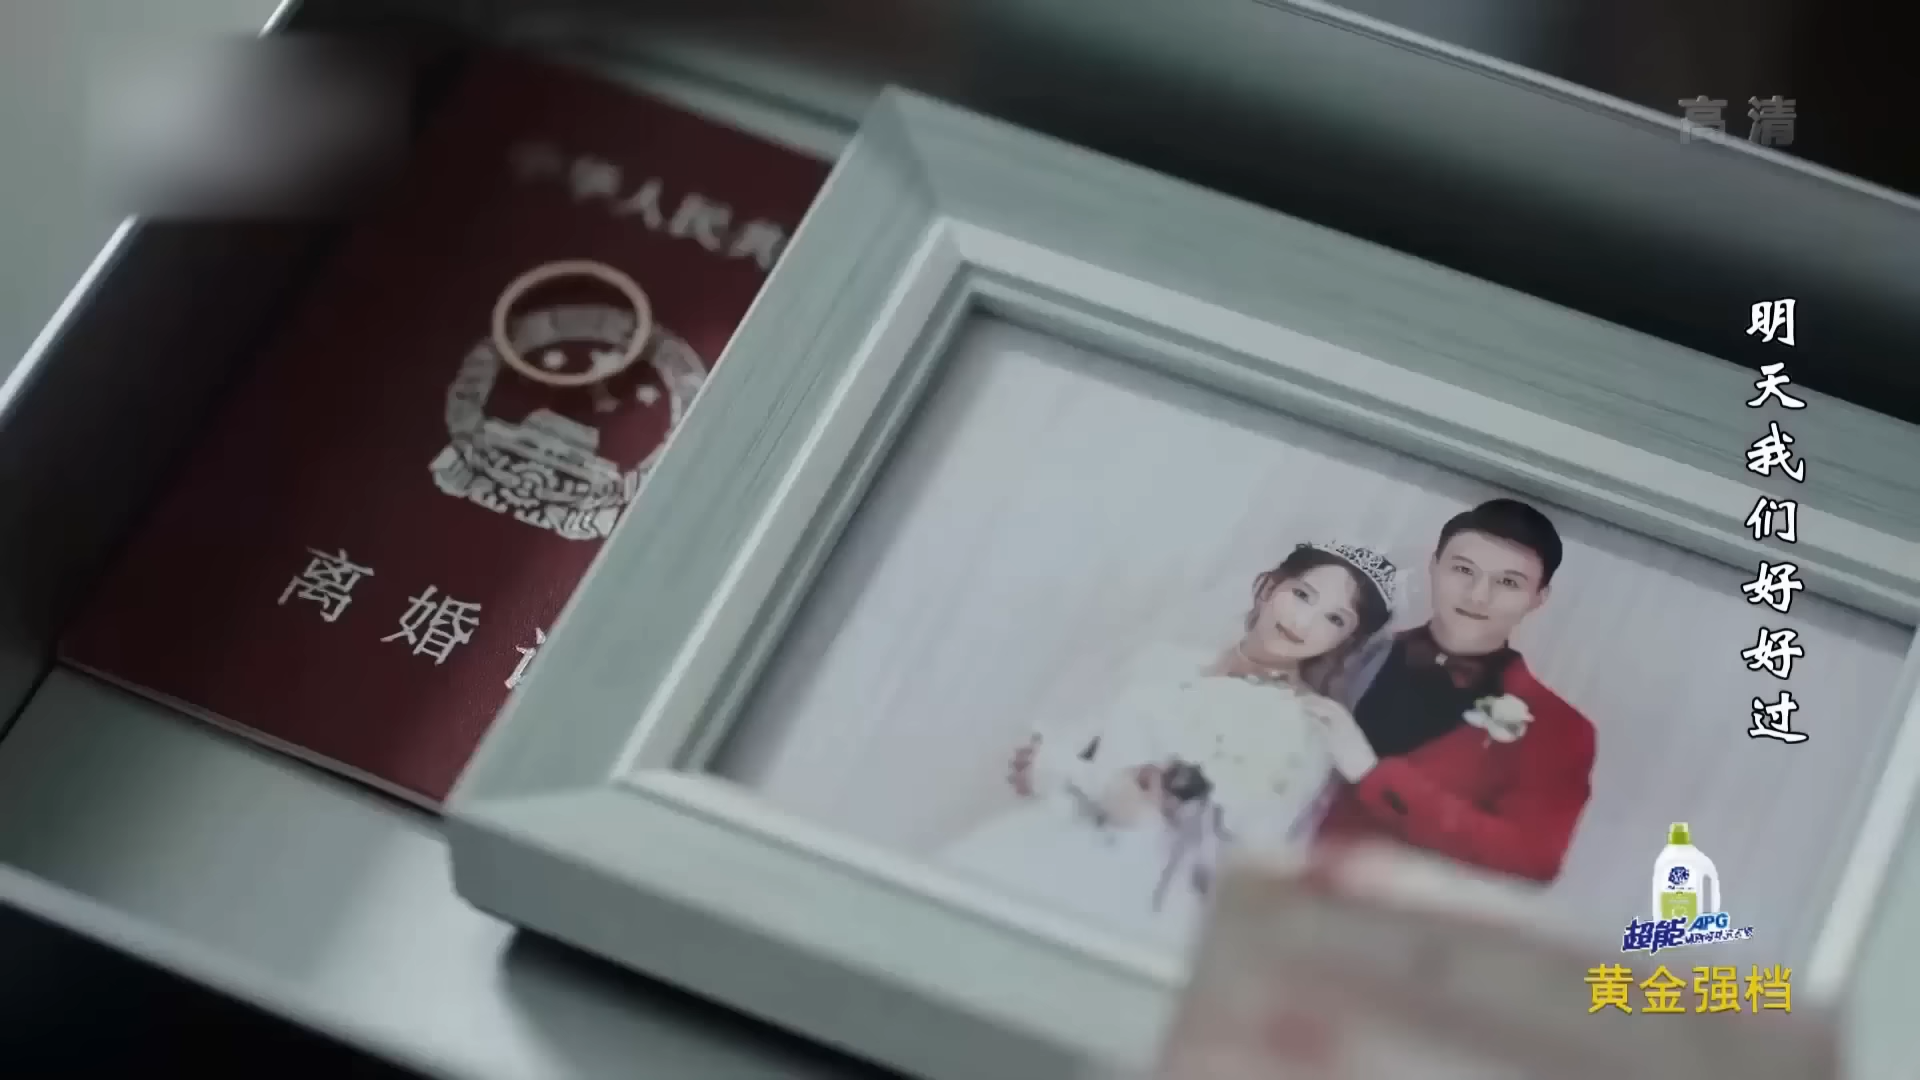 高清
中华人民共
离婚
明天我们好好过
超能 APG
黄金强档